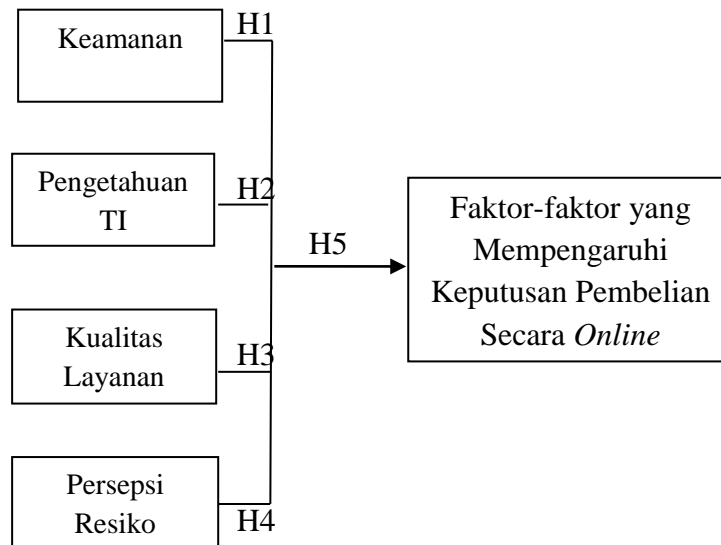 Keamanan
H1
Pengetahuan
TI
H2
H5
Faktor-faktor yang
Mempengaruhi
Keputusan Pembelian
Secara Online
Kualitas
Layanan
H3
Persepsi
Resiko
H4